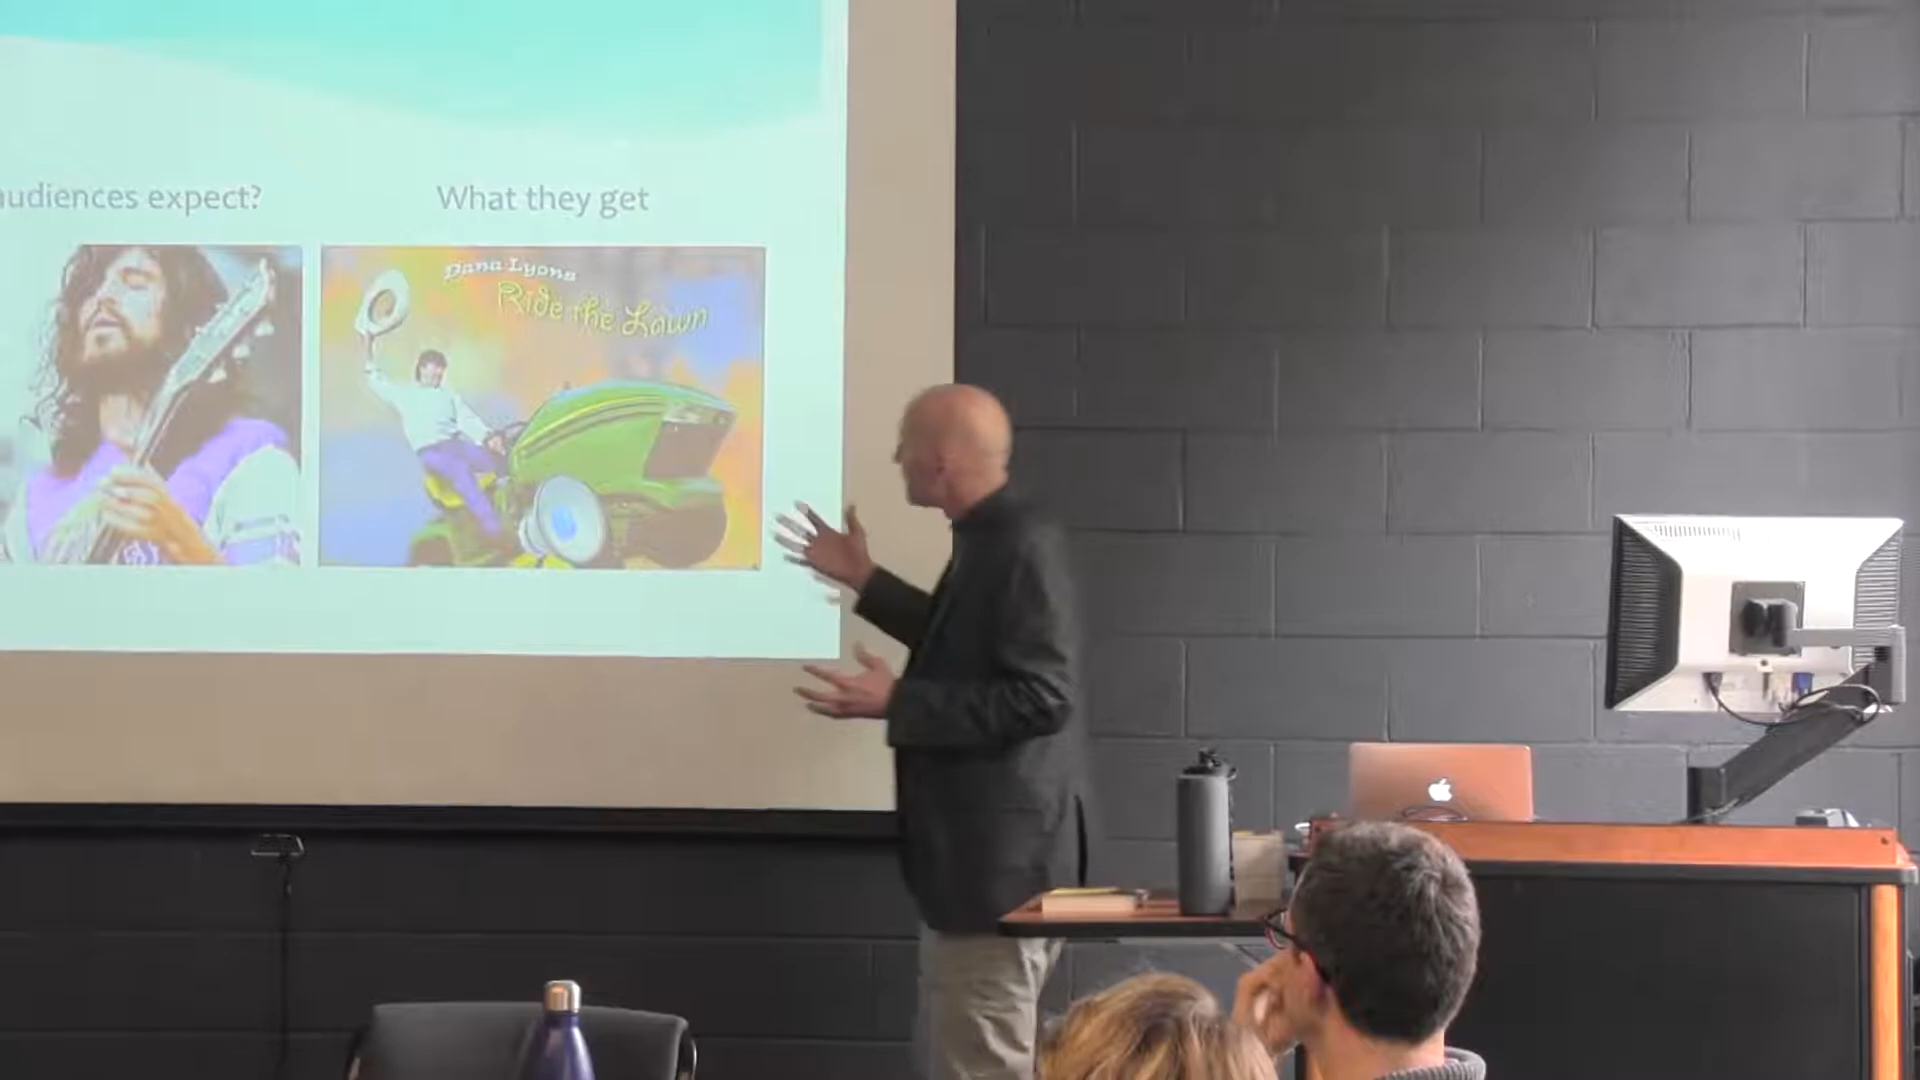 audiences expect?
What they get
Dana Lyons
Ride the Lawn